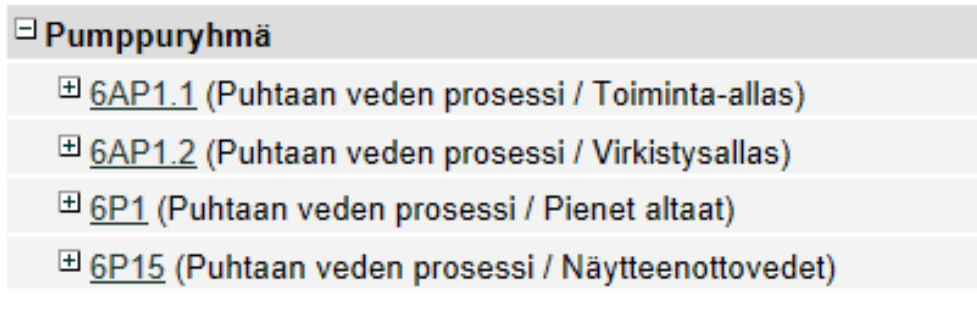 Pumppuryhmä
6AP1.1 (Puhtaan veden prosessi / Toiminta-allas)
6AP1.2 (Puhtaan veden prosessi / Virkistysallas)
6P1 (Puhtaan veden prosessi / Pienet altaat)
6P15 (Puhtaan veden prosessi / Näytteenottovedet)